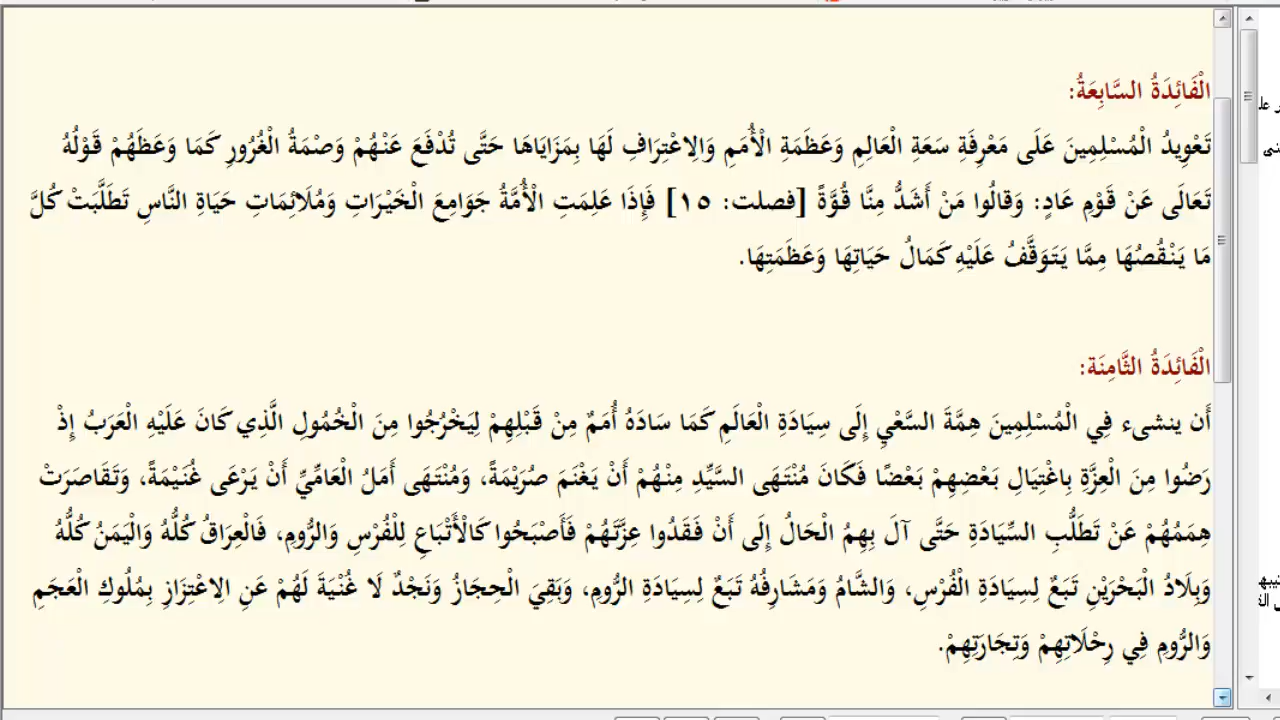 الْفَائِدَةُ السَّابِعَةُ:
تَعْوِيدُ الْمُسْلِمِينَ عَلَى مَعْرِفَةِ سَعَةِ الْعَالِمِ وَعَظَمَةِ الْأُمَمِ وَالِاعْتِرَافِ لَهَا بِمَزَايَاهَا حَتَّى تُدْفَعَ عَنْهُمْ وَصْمَةُ الْغُرُورِ كَمَا وَعَظَهُمْ قَوْلُهُ
تَعَالَى عَنْ قَوْمِ عَادٍ: وَقالُوا مَنْ أَشَدُّ مِنَّا قُوَّةً [فصلت: ١٥] فَإِذَا عَلِمَتِ الْأُمَّةُ جَوَامِعَ الْخَيْرَاتِ وَمُلَائِمَاتِ حَيَاةِ النَّاسِ تَطَلَّبَتْ كُلَّ
مَا يَنْقُصُهَا مِمَّا يَتَوَقَّفُ عَلَيْهِ كَمَالُ حَيَاتِهَا وَعَظَمَتِهَا.
الْفَائِدَةُ الثَّامِنَة:
أَن ينشىء فِي الْمُسْلِمِينَ هِمَّةَ السَّعْيِ إِلَى سِيَادَةِ الْعَالَمِ كَمَا سَادَهُ أُمَمٌ مِنْ قَبْلِهِمْ لِيَخْرُجُوا مِنَ الْخُمُولِ الَّذِي كَانَ عَلَيْهِ الْعَرَبُ إِذْ
رَضُوا مِنَ الْعِزَّةِ بِاغْتِيَالِ بَعْضِهِمْ بَعْضًا فَكَانَ مُنْتَهَى السَّيِّدِ مِنْهُمْ أَنْ يَغْنَمَ صُرَيْمَةً، وَمُنْتَهَى أَمَلُ الْعَامِّيِّ أَنْ يَرْعَى غُنَيْمَةً، وَتَقَاصَرَتْ
هِمَمُهُمْ عَنْ تَطَلُّبِ السِّيَادَةِ حَتَّى آلَ بِهِمُ الْحَالُ إِلَى أَنْ فَقَدُوا عِزَّتَهُمْ فَأَصْبَحُوا كَالْأَتْبَاعِ لِلْفُرْسِ وَالرُّومِ، فَالْعِرَاقُ كُلُّهُ وَالْيَمَنُ كُلُّهُ
وَبِلَادُ الْبَحْرَيْنِ تَبَعٌ لِسِيَادَةِ الْفُرْسِ، وَالشَّامُ وَمَشَارِفُهُ تَبَعٌ لِسِيَادَةِ الرُّومِ، وَبَقِيَ الْحِجَازُ وَنَجْدٌ لَا غُنْيَةَ لَهُمْ عَنِ الِاعْتِزَازِ بِمُلُوكِ الْعَجَمِ
وَالرُّومِ فِي رِحْلَاتِهِمْ وَتِجَارَتِهِمْ.